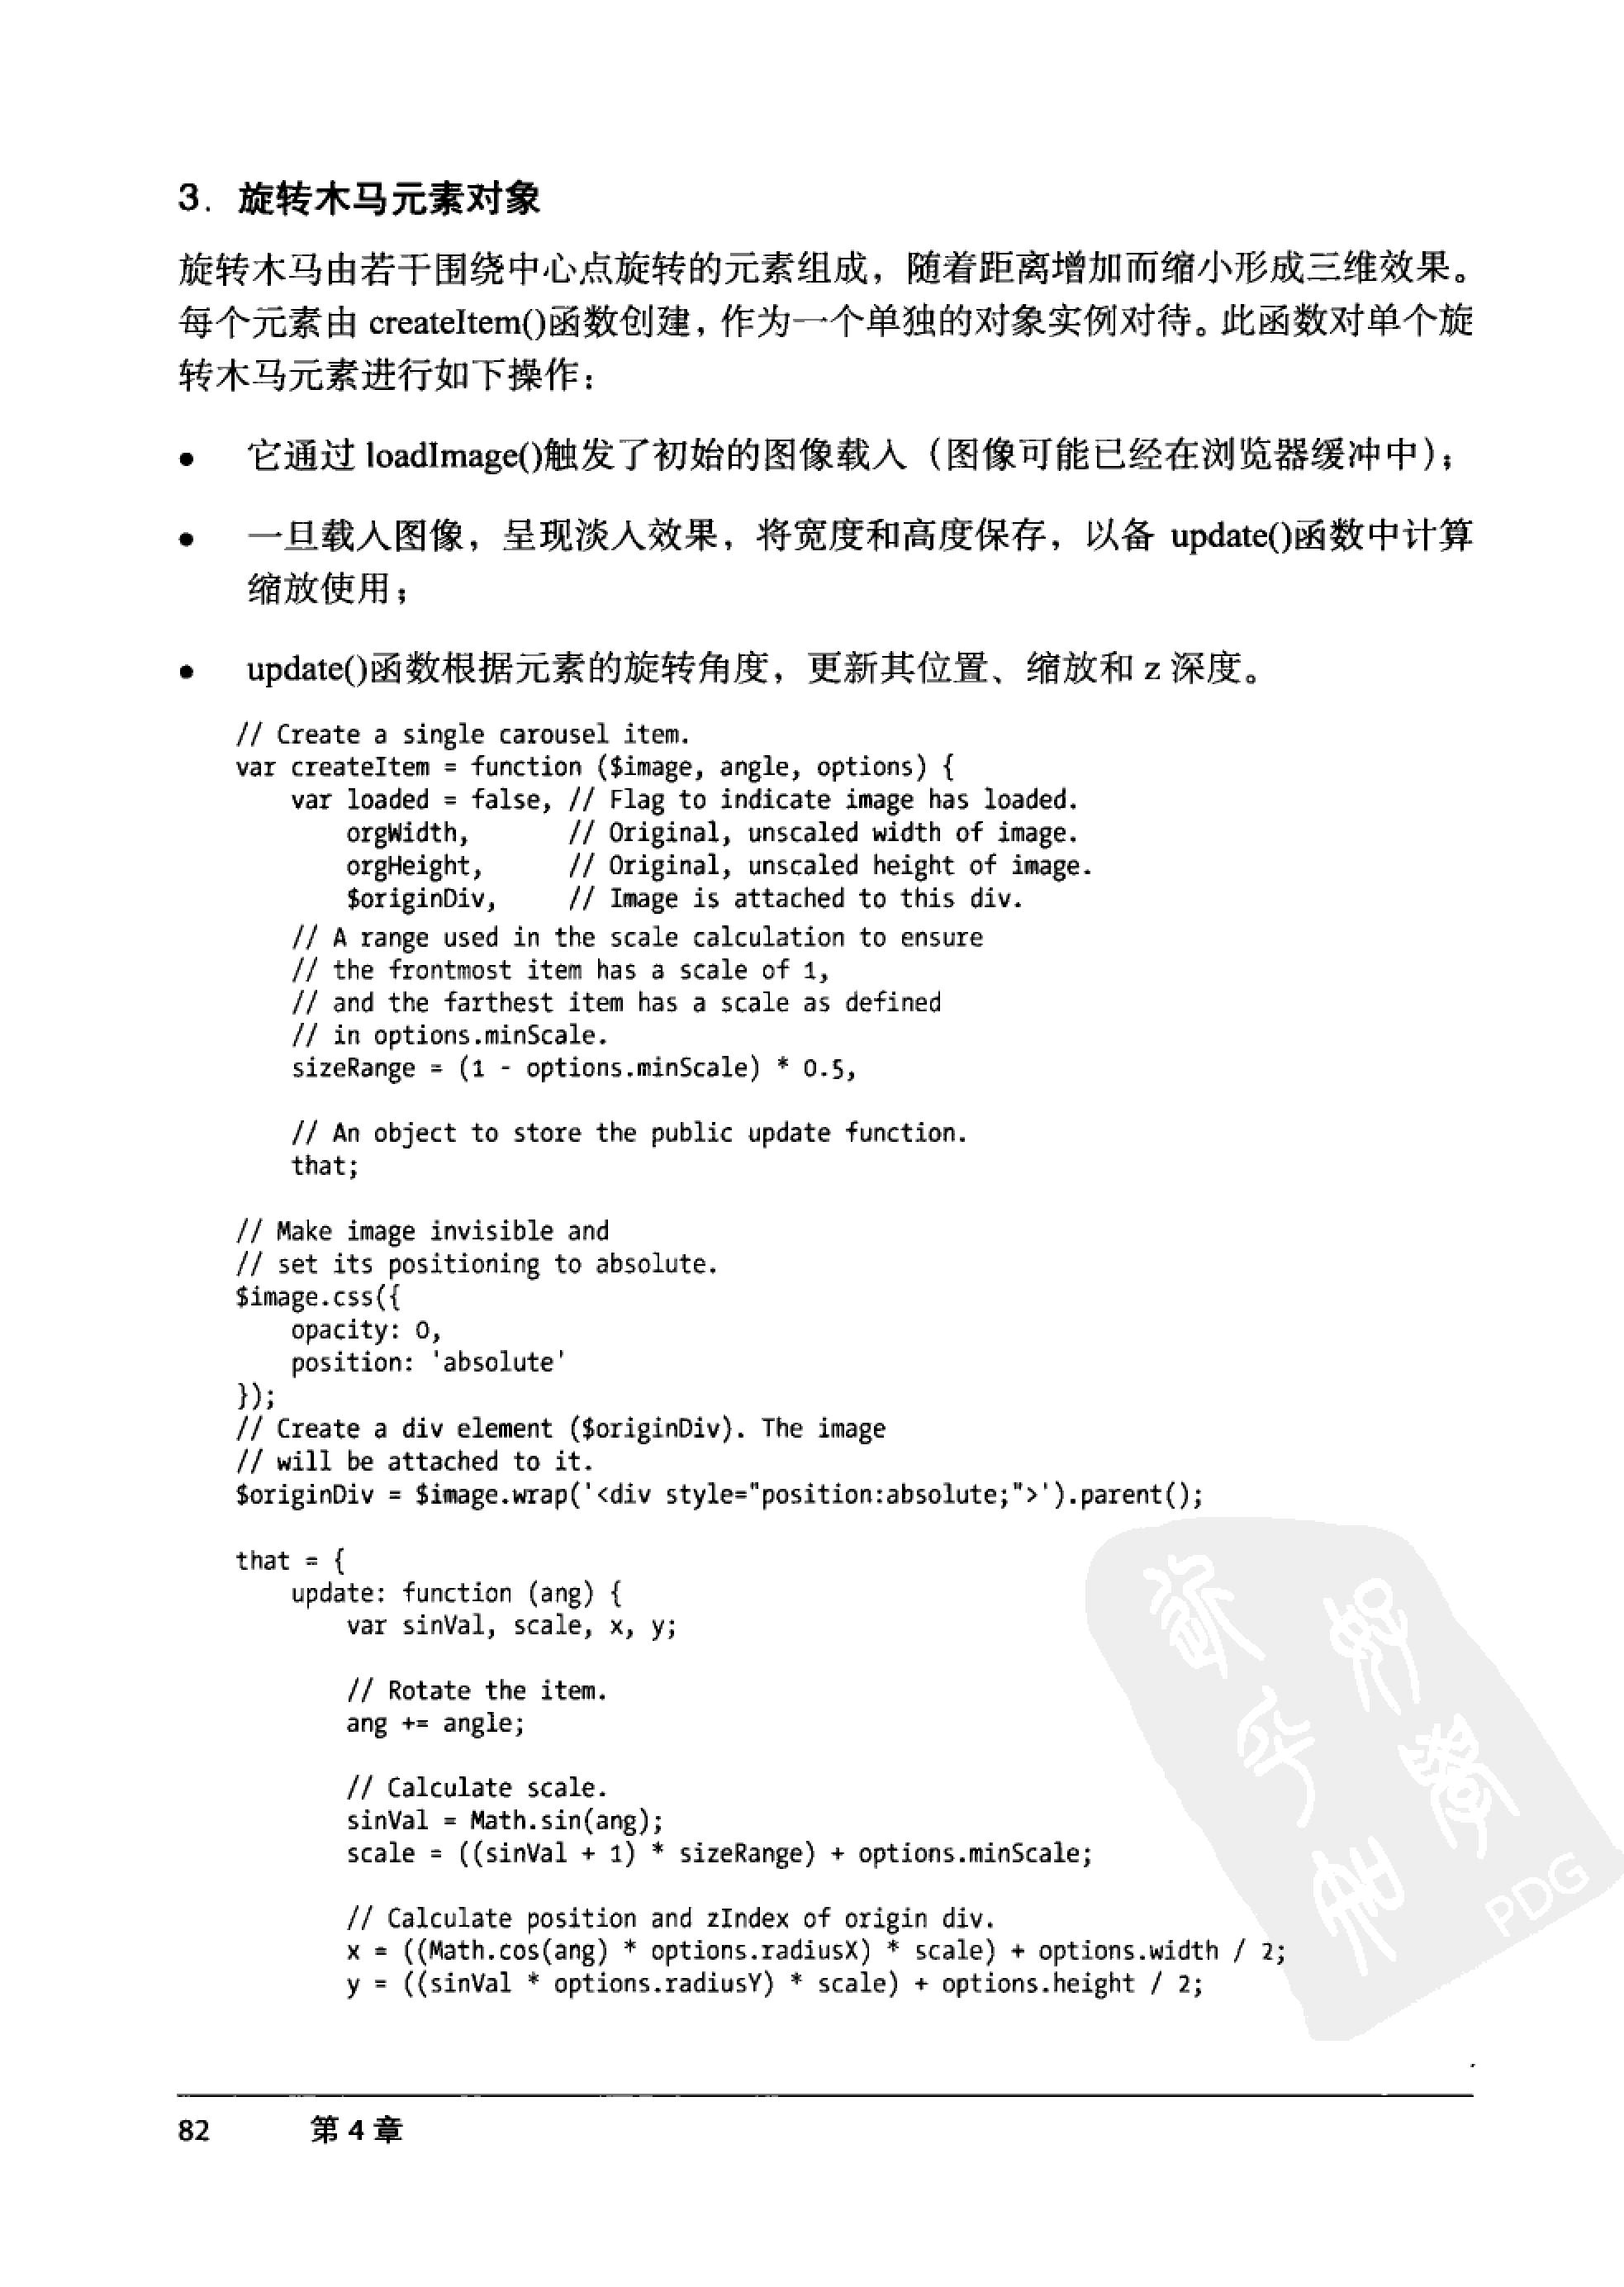 3．旋转木马元素对象
旋转木马由若干围绕中心点旋转的元素组成，随着距离增加而缩小形成三维效果。
每个元素由 createItem()函数创建，作为一个单独的对象实例对待。此函数对单个旋
转木马元素进行如下操作：
● 它通过 loadImage()触发了初始的图像载入（图像可能已经在浏览器缓冲中）；
● 一旦载入图像，呈现淡入效果，将宽度和高度保存，以备 update()函数中计算
缩放使用；
● update()函数根据元素的旋转角度，更新其位置、缩放和 z 深度。
// Create a single carousel item.
var createItem = function ($image, angle, options) {
    var loaded = false, // Flag to indicate image has loaded.
        orgWidth,       // Original, unscaled width of image.
        orgHeight,      // Original, unscaled height of image.
        $originDiv,     // Image is attached to this div.
    // A range used in the scale calculation to ensure
    // the frontmost item has a scale of 1,
    // and the farthest item has a scale as defined
    // in options.minScale.
    sizeRange = (1 - options.minScale) * 0.5,
    // An object to store the public update function.
    that;
// Make image invisible and
// set its positioning to absolute.
$image.css({
    opacity: 0,
    position: 'absolute'
});
// Create a div element ($originDiv). The image
// will be attached to it.
$originDiv = $image.wrap('<div style="position:absolute;">').parent();
that = {
    update: function (ang) {
        var sinVal, scale, x, y;
        // Rotate the item.
        ang += angle;
        // Calculate scale.
        sinVal = Math.sin(ang);
        scale = ((sinVal + 1) * sizeRange) + options.minScale;
        // Calculate position and zIndex of origin div.
        x = ((Math.cos(ang) * options.radiusX) * scale) + options.width / 2;
        y = ((sinVal * options.radiusY) * scale) + options.height / 2;
PDG
82 第 4 章